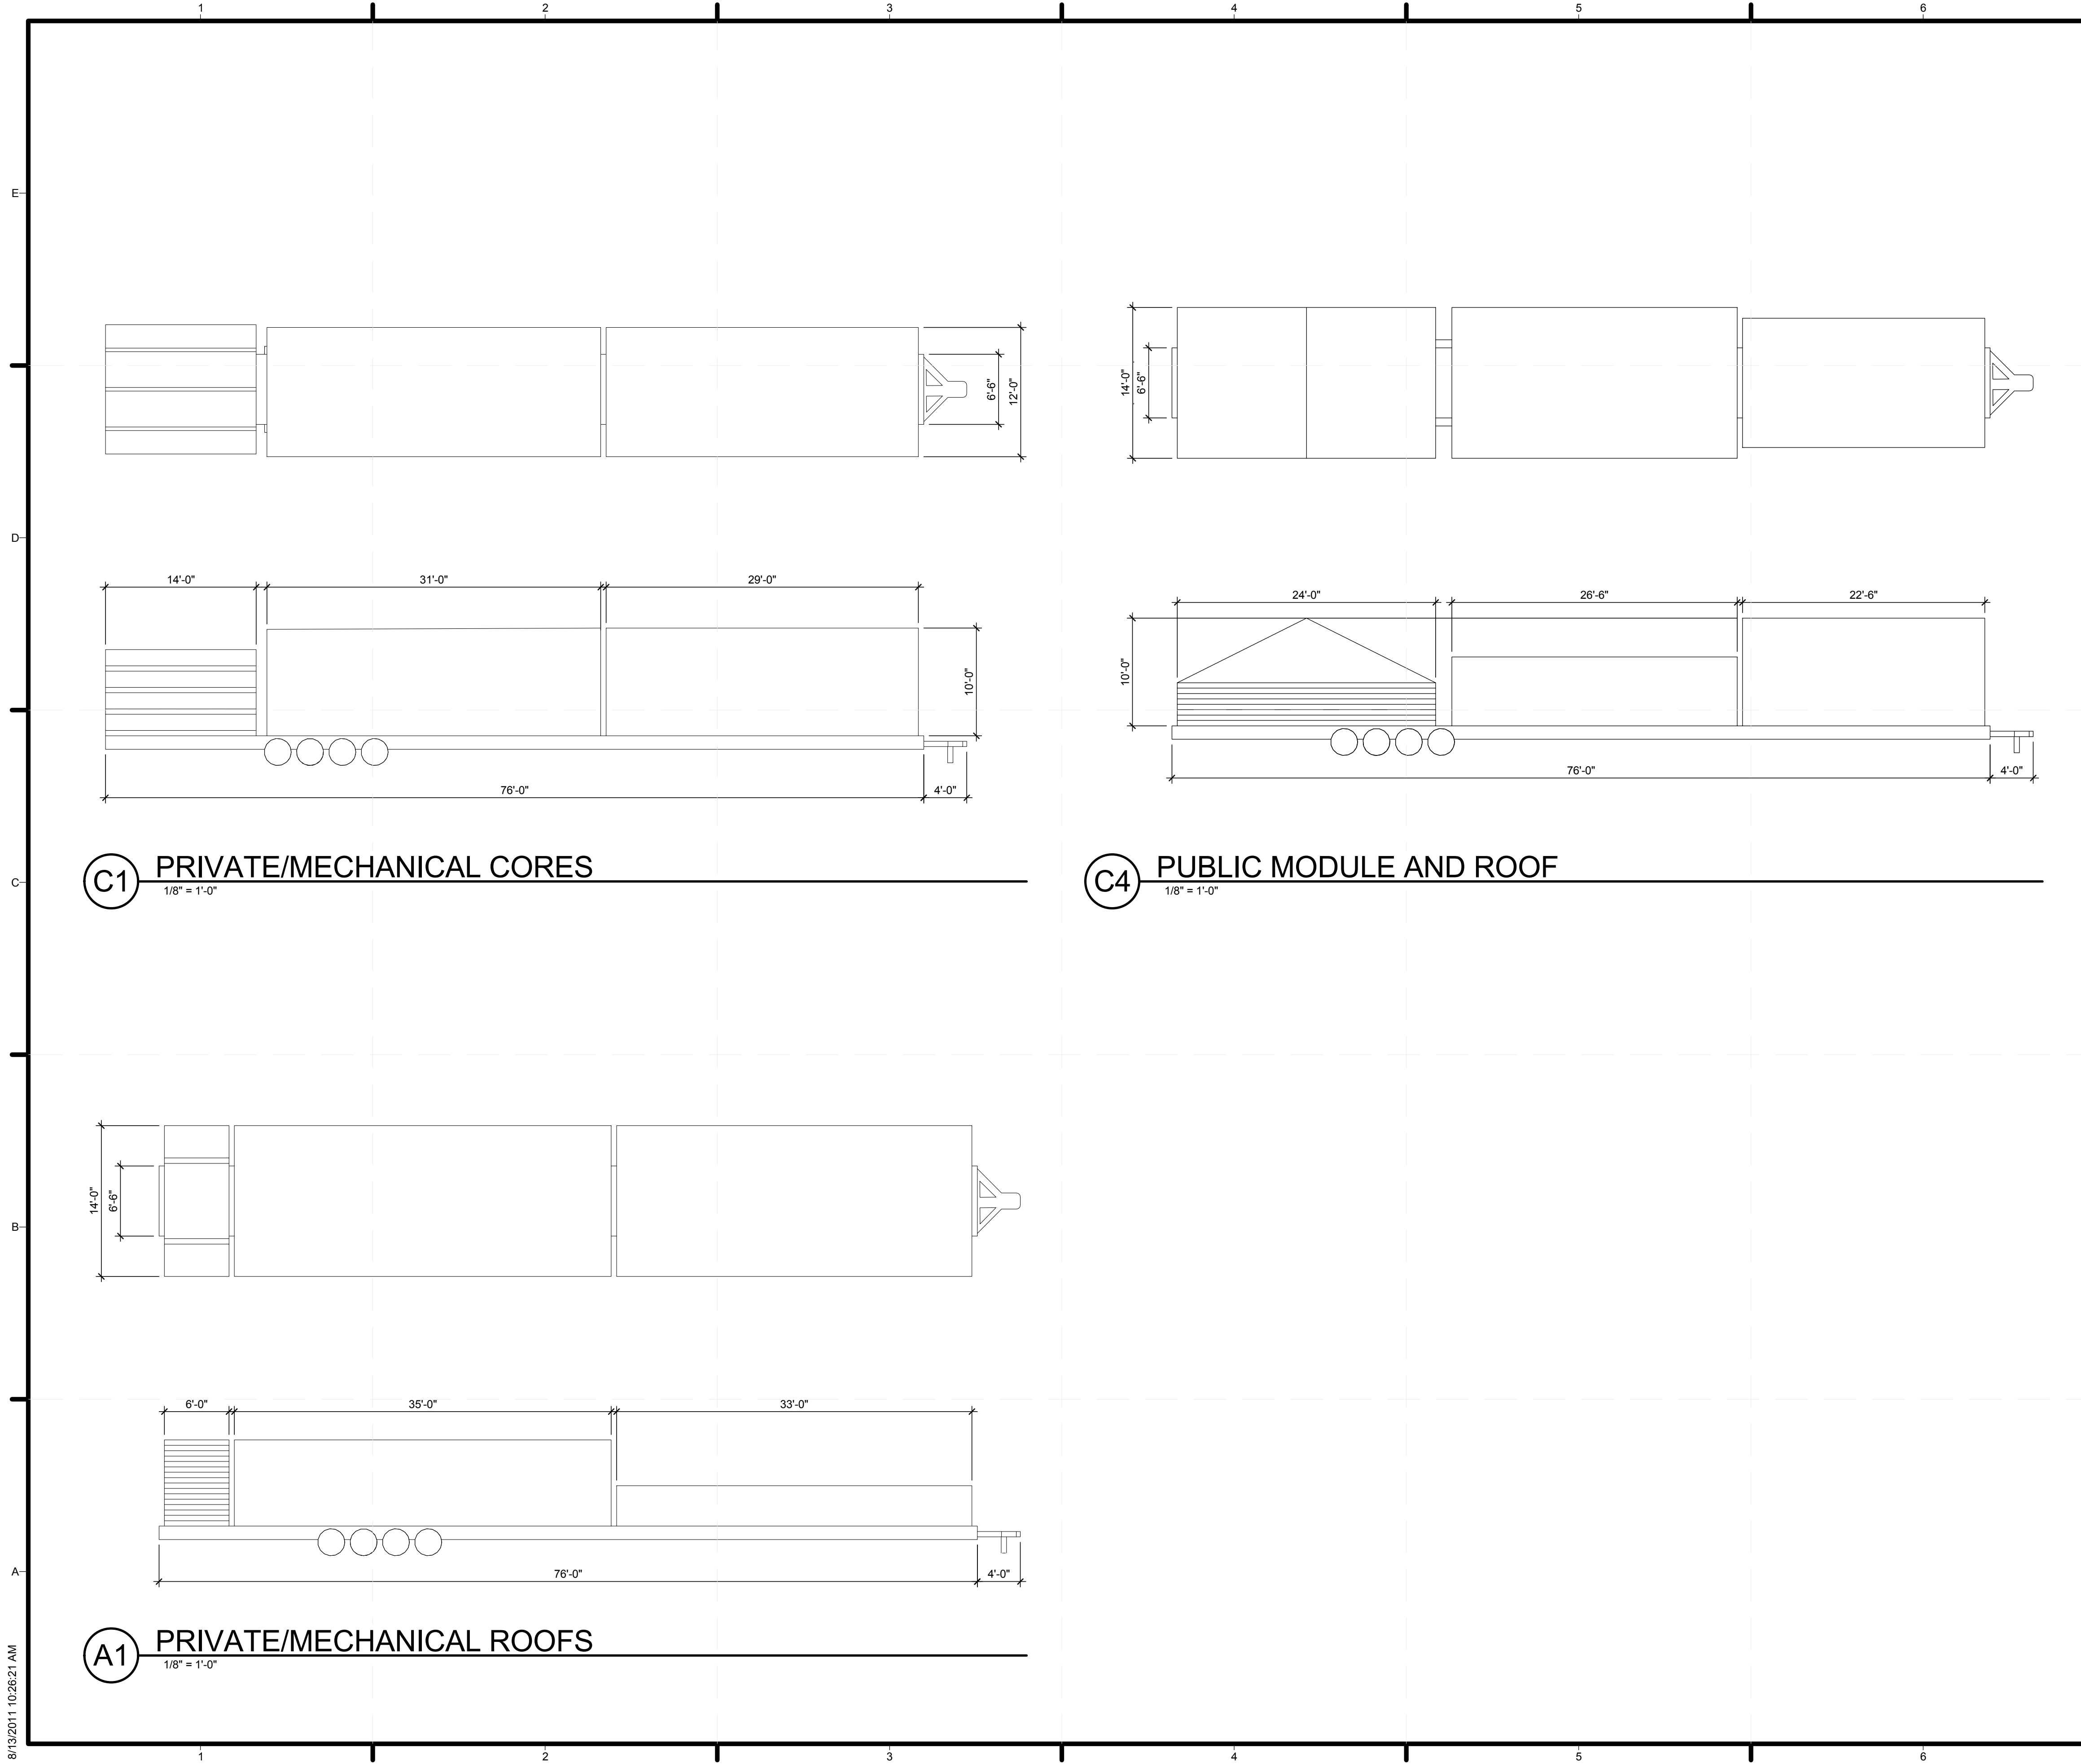 1 2 3 4 5 6
E
14'-0" 6'-6"
6'-6" 12'-0"
D
14'-0" 31'-0" 29'-0"
24'-0" 26'-6" 22'-6"
10'-0"
10'-0"
76'-0" 4'-0"
76'-0" 4'-0"
C
C1 PRIVATE/MECHANICAL CORES
1/8" = 1'-0"
C4 PUBLIC MODULE AND ROOF
1/8" = 1'-0"
14'-0" 6'-6"
B
6'-0" 35'-0" 33'-0"
A
76'-0" 4'-0"
A1 PRIVATE/MECHANICAL ROOFS
1/8" = 1'-0"
8/13/2011 10:26:21 AM
1 2 3 4 5 6